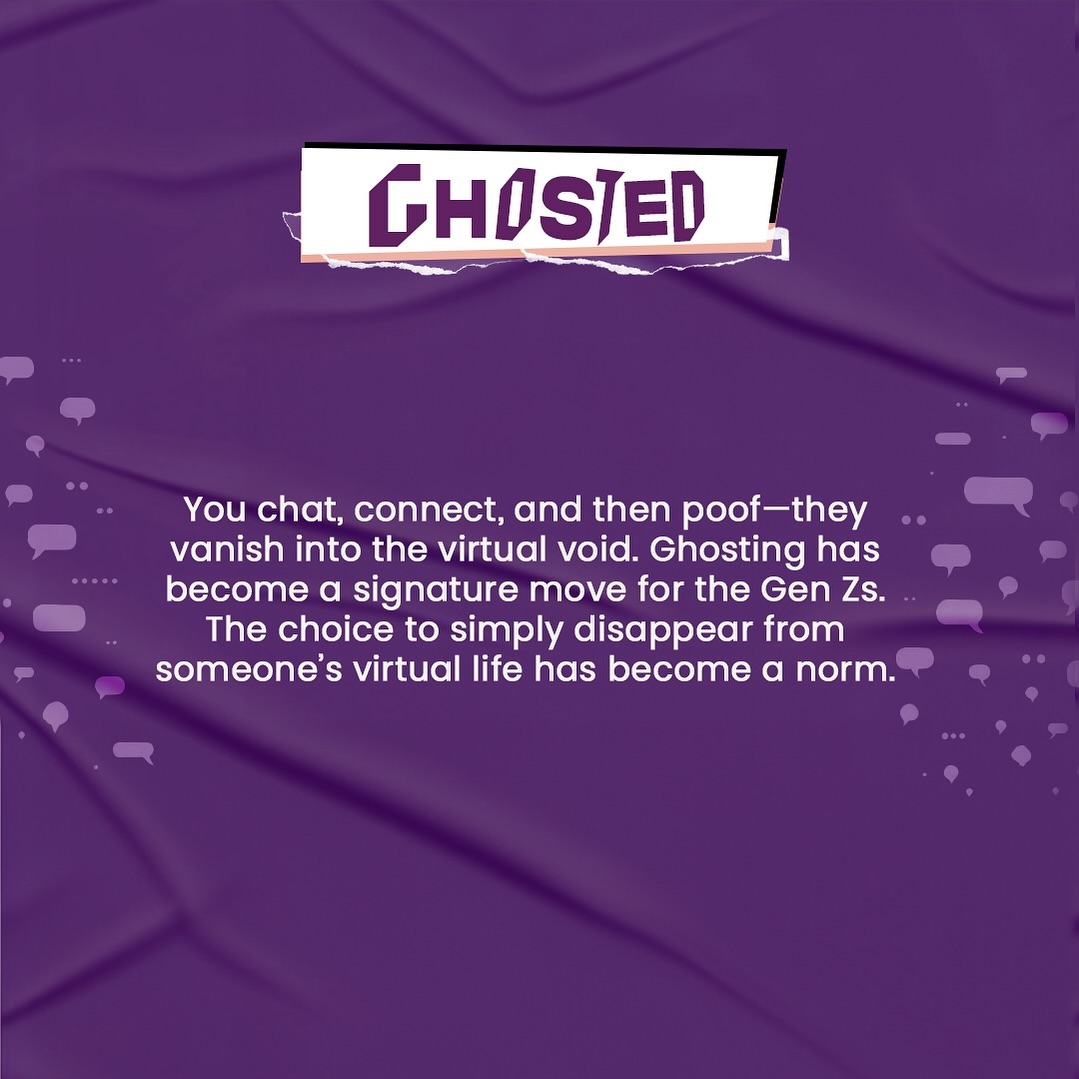 GHOSTED
You chat, connect, and then poof—they
vanish into the virtual void. Ghosting has
become a signature move for the Gen Zs.
The choice to simply disappear from
someone’s virtual life has become a norm.